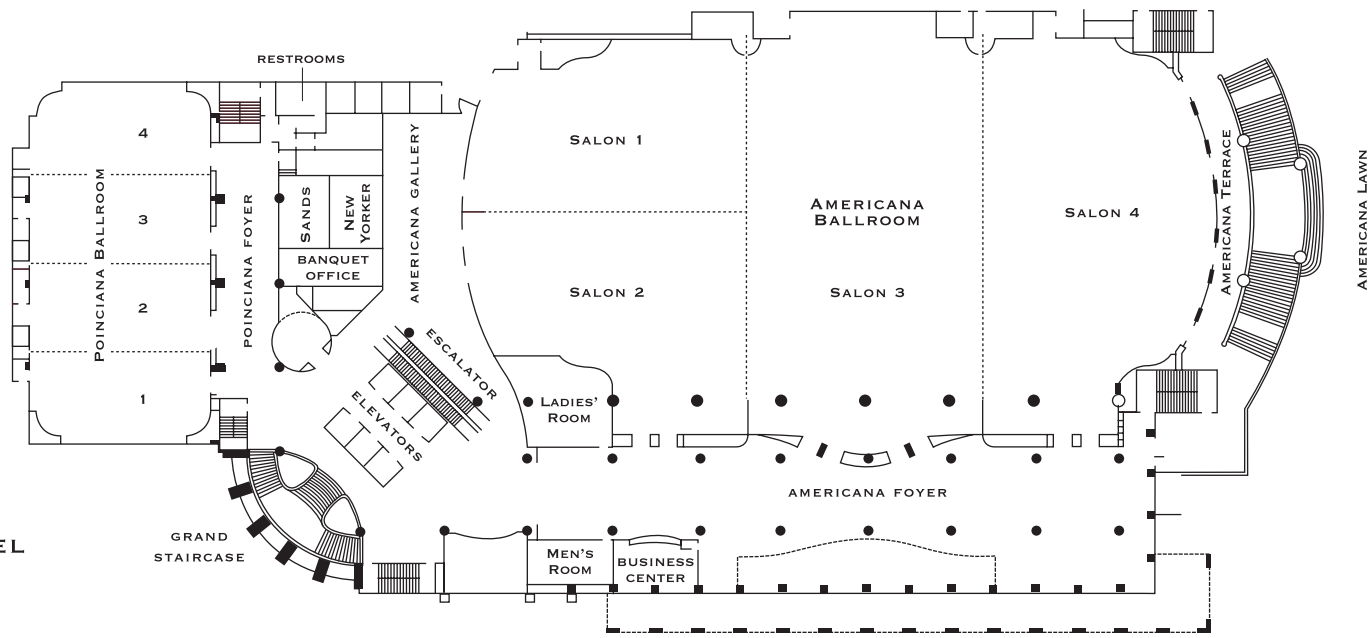 RESTROOMS
4
3
2
1
POINCIANA BALLROOM
POINCIANA FOYER
SANDS
NEW
YORKER
BANQUET
OFFICE
AMERICANA GALLERY
ESCALATOR
ELEVATORS
GRAND
STAIRCASE
EL
SALON 1
SALON 2
AMERICANA
BALLROOM
SALON 3
SALON 4
LADIES'
ROOM
AMERICANA FOYER
MEN'S
ROOM
BUSINESS
CENTER
AMERICANA TERRACE
AMERICANA LAWN